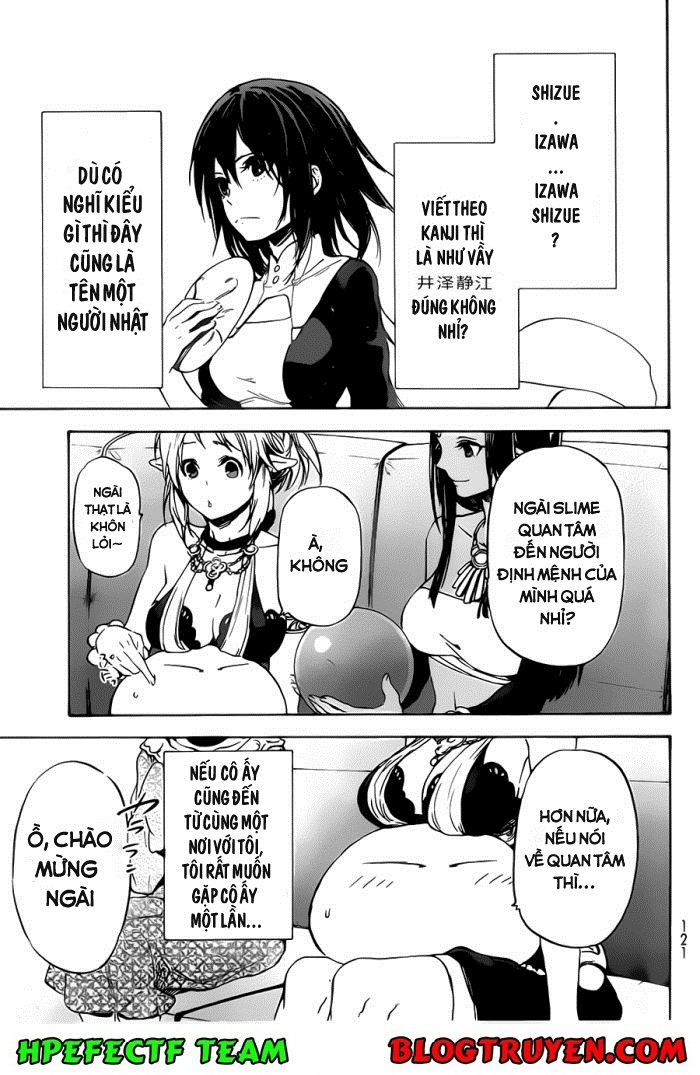 SHIZUE
.
IZAWA
...
IZAWA
SHIZUE
?
VIẾT THEO
KANJI THÌ
LÀ NHƯ VẦY
井泽静江
ĐÚNG KHÔNG
NHỈ?
DÙ CÓ
NGHĨ KIỂU
GÌ THÌ ĐÂY
CŨNG LÀ
TÊN MỘT
NGƯỜI NHẬT
NGÀI SLIME
QUAN TÂM
ĐẾN NGƯỜI
ĐỊNH MỆNH CỦA
MÌNH QUÁ
NHỈ?
À,
KHÔNG
NGÀI
THẬT LÀ
KHÔN
LỎI~
HƠN NỮA,
NẾU NÓI
VỀ QUAN TÂM
THÌ...
NẾU CÔ ẤY
CŨNG ĐẾN
TỪ CÙNG MỘT
NƠI VỚI TÔI,
TÔI RẤT MUỐN
GẶP CÔ ẤY
MỘT LẦN...
Ồ, CHÀO
MỪNG
NGÀI
121
HPEFECTF TEAM
BLOGTRUYEN.COM